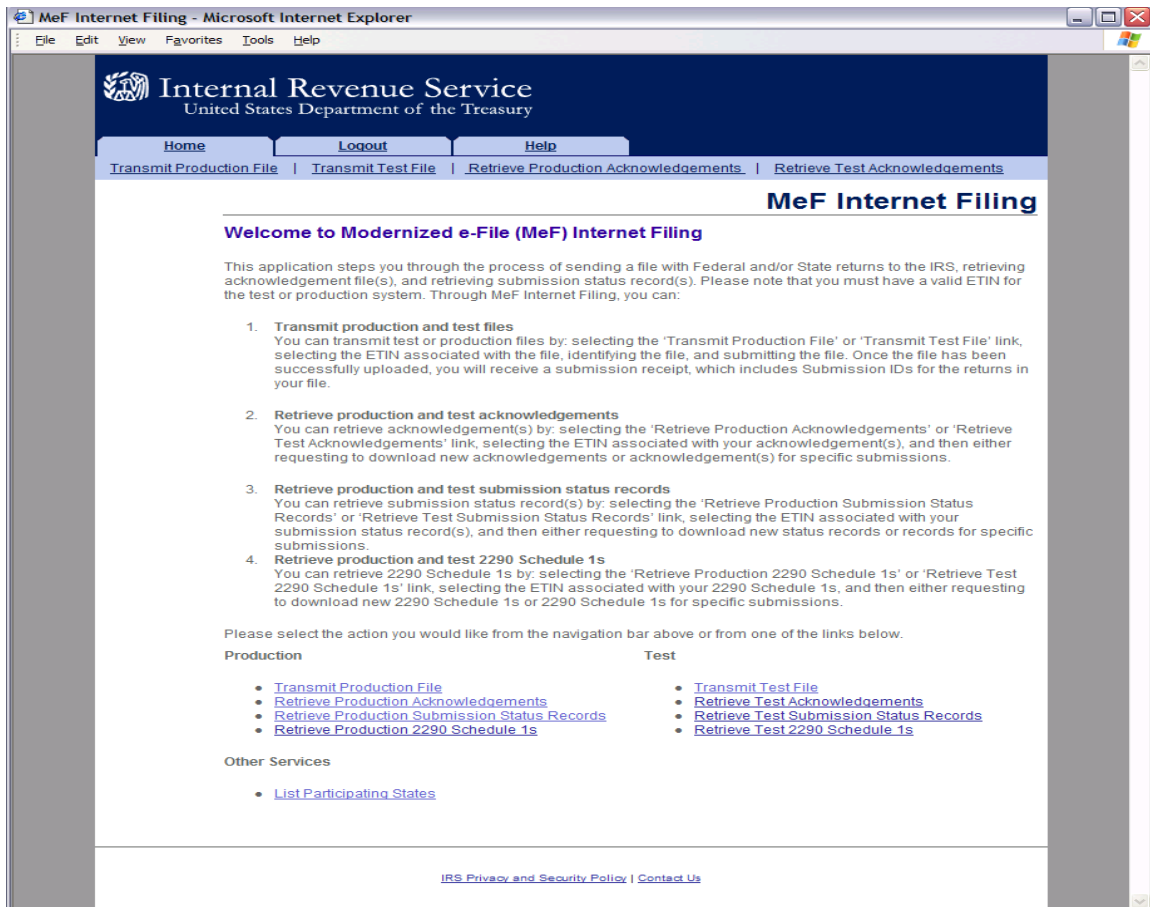 MeF Internet Filing - Microsoft Internet Explorer
File Edit View Favorites Tools Help
Internal Revenue Service
United States Department of the Treasury
Home Logout Help
Transmit Production File | Transmit Test File | Retrieve Production Acknowledgements | Retrieve Test Acknowledgements
MeF Internet Filing
Welcome to Modernized e-File (MeF) Internet Filing
This application steps you through the process of sending a file with Federal and/or State returns to the IRS, retrieving
acknowledgement file(s), and retrieving submission status record(s). Please note that you must have a valid ETIN for
the test or production system. Through MeF Internet Filing, you can:
1. Transmit production and test files
You can transmit test or production files by: selecting the 'Transmit Production File' or 'Transmit Test File' link,
selecting the ETIN associated with the file, identifying the file, and submitting the file. Once the file has been
successfully uploaded, you will receive a submission receipt, which includes Submission IDs for the returns in
your file.
2. Retrieve production and test acknowledgements
You can retrieve acknowledgement(s) by: selecting the 'Retrieve Production Acknowledgements' or 'Retrieve
Test Acknowledgements' link, selecting the ETIN associated with your acknowledgement(s), and then either
requesting to download new acknowledgements or acknowledgement(s) for specific submissions.
3. Retrieve production and test submission status records
You can retrieve submission status record(s) by: selecting the 'Retrieve Production Submission Status
Records' or 'Retrieve Test Submission Status Records' link, selecting the ETIN associated with your
submission status record(s), and then either requesting to download new status records or records for specific
submissions.
4. Retrieve production and test 2290 Schedule 1s
You can retrieve 2290 Schedule 1s by: selecting the 'Retrieve Production 2290 Schedule 1s' or 'Retrieve Test
2290 Schedule 1s' link, selecting the ETIN associated with your 2290 Schedule 1s, and then either requesting
to download new 2290 Schedule 1s or 2290 Schedule 1s for specific submissions.
Please select the action you would like from the navigation bar above or from one of the links below.
Production Test
• Transmit Production File • Transmit Test File
• Retrieve Production Acknowledgements • Retrieve Test Acknowledgements
• Retrieve Production Submission Status Records • Retrieve Test Submission Status Records
• Retrieve Production 2290 Schedule 1s • Retrieve Test 2290 Schedule 1s
Other Services
• List Participating States
IRS Privacy and Security Policy | Contact Us